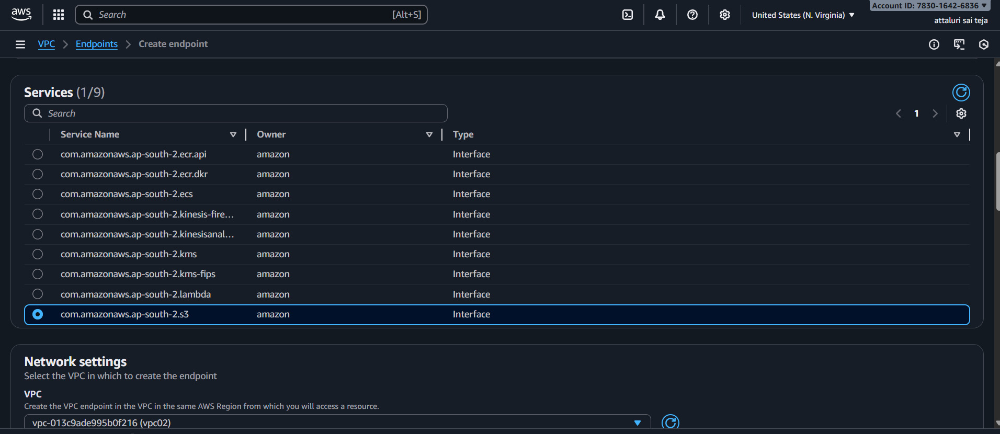 aws
Search
[Alt+S]
United States (N. Virginia)
Account ID: 7830-1642-6836
attaluri sai teja
VPC
Endpoints
Create endpoint
Services (1/9)
Search
1
Service Name Owner Type
com.amazonaws.ap-south-2.ecr.api amazon Interface
com.amazonaws.ap-south-2.ecr.dkr amazon Interface
com.amazonaws.ap-south-2.ecs amazon Interface
com.amazonaws.ap-south-2.kinesis-fire... amazon Interface
com.amazonaws.ap-south-2.kinesisanal... amazon Interface
com.amazonaws.ap-south-2.kms amazon Interface
com.amazonaws.ap-south-2.kms-fips amazon Interface
com.amazonaws.ap-south-2.lambda amazon Interface
com.amazonaws.ap-south-2.s3 amazon Interface
Network settings
Select the VPC in which to create the endpoint
VPC
Create the VPC endpoint in the VPC in the same AWS Region from which you will access a resource.
vpc-013c9ade995b0f216 (vpc02)